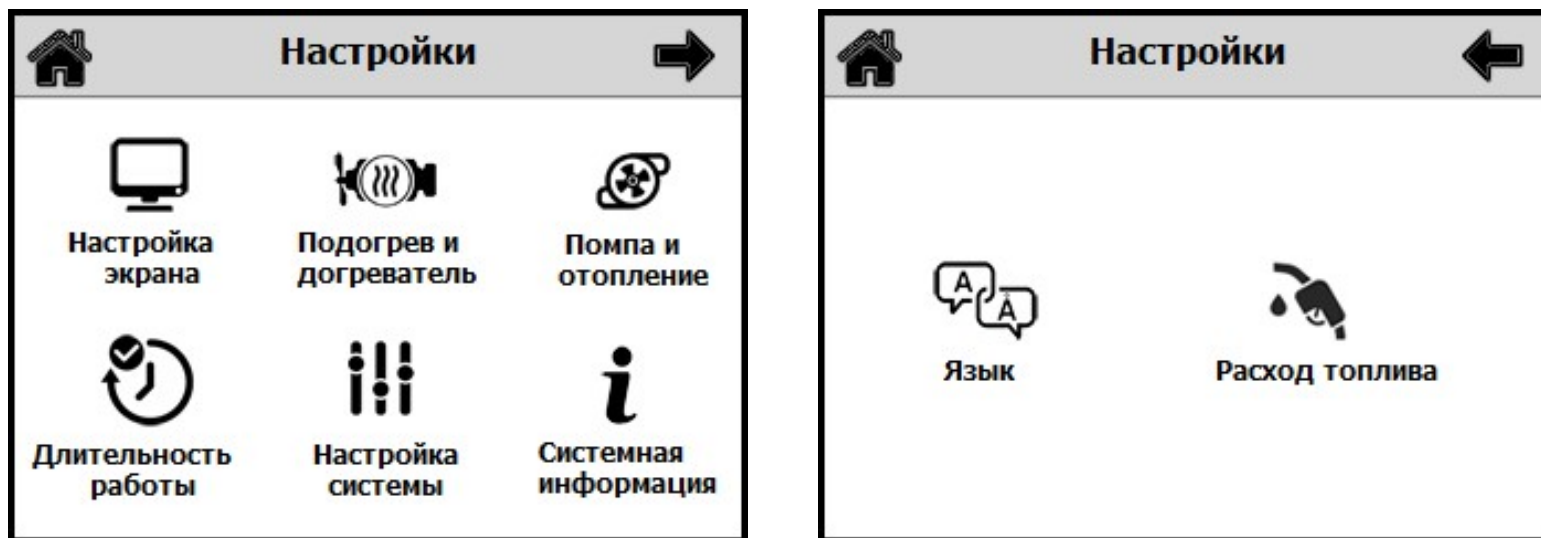 Настройки
Настройка
экрана
Подогрев и
догреватель
Помпа и
отопление
Длительность
работы
Настройка
системы
Системная
информация
Настройки
A
A
Язык
Расход топлива